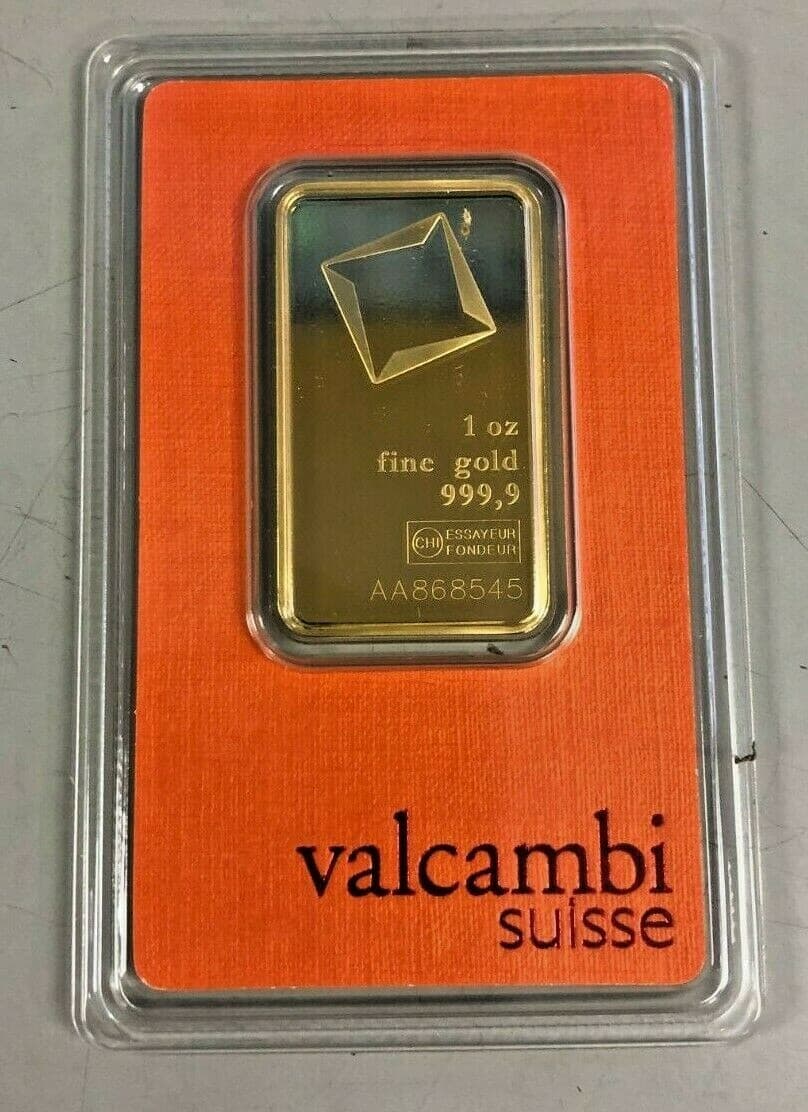 1 oz
fine gold
999,9
CHI ESSAYEUR
FONDEUR
AA868545
valcambi
suisse